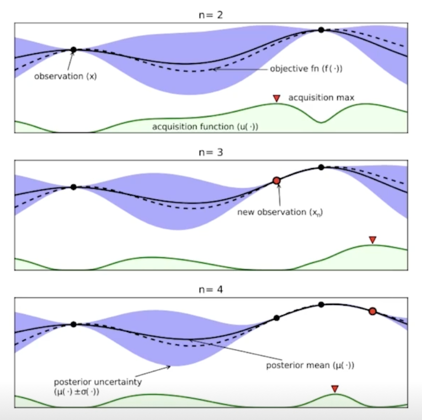 n= 2
observation (x)
objective fn (f(·))
acquisition max
acquisition function (u(·))
n= 3
new observation (xₙ)
n= 4
posterior mean (μ(·))
posterior uncertainty
(μ(·)±σ(·))